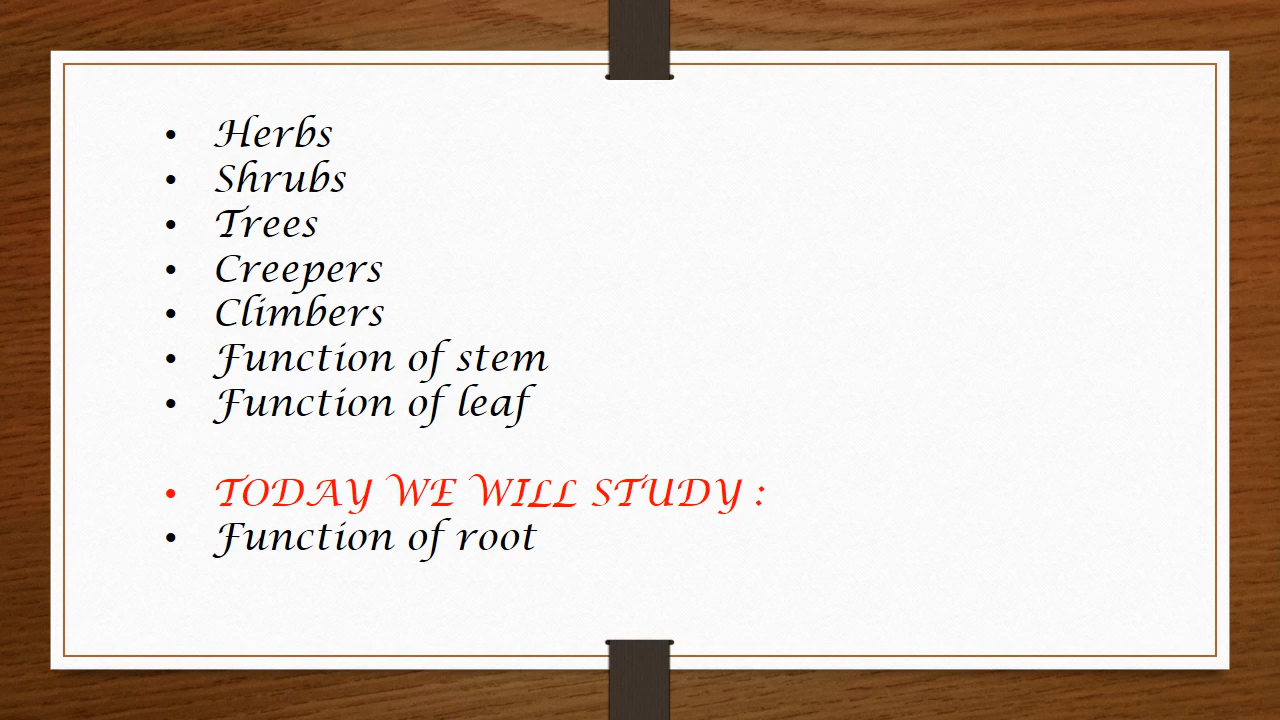 • Herbs
• Shrubs
• Trees
• Creepers
• Climbers
• Function of stem
• Function of leaf
• TODAY WE WILL STUDY :
• Function of root